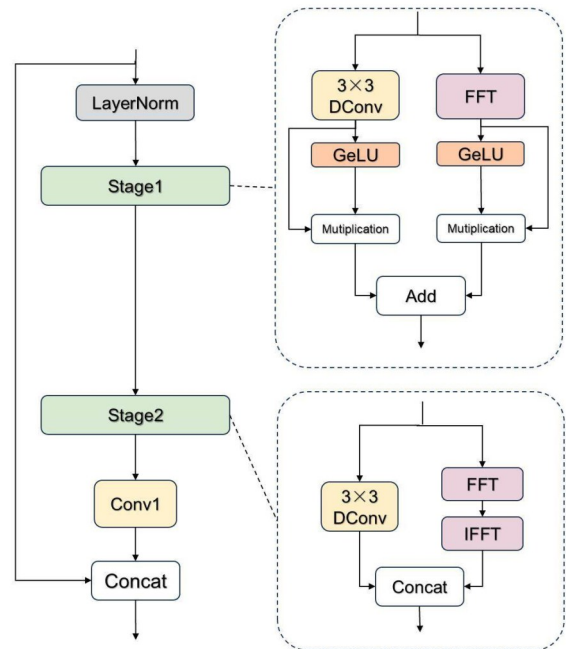 LayerNorm
Stage1
Stage2
Conv1
Concat
3×3
DConv
FFT
GeLU
GeLU
Mutiplication
Mutiplication
Add
3×3
DConv
FFT
IFFT
Concat